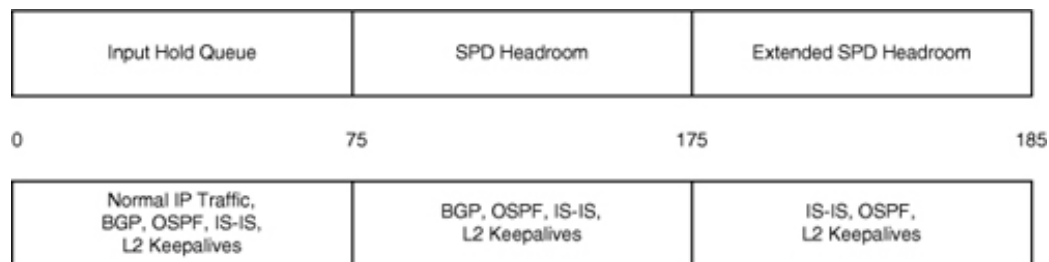 Input Hold Queue
SPD Headroom
Extended SPD Headroom
0
75
175
185
Normal IP Traffic,
BGP, OSPF, IS-IS,
L2 Keepalives
BGP, OSPF, IS-IS,
L2 Keepalives
IS-IS, OSPF,
L2 Keepalives